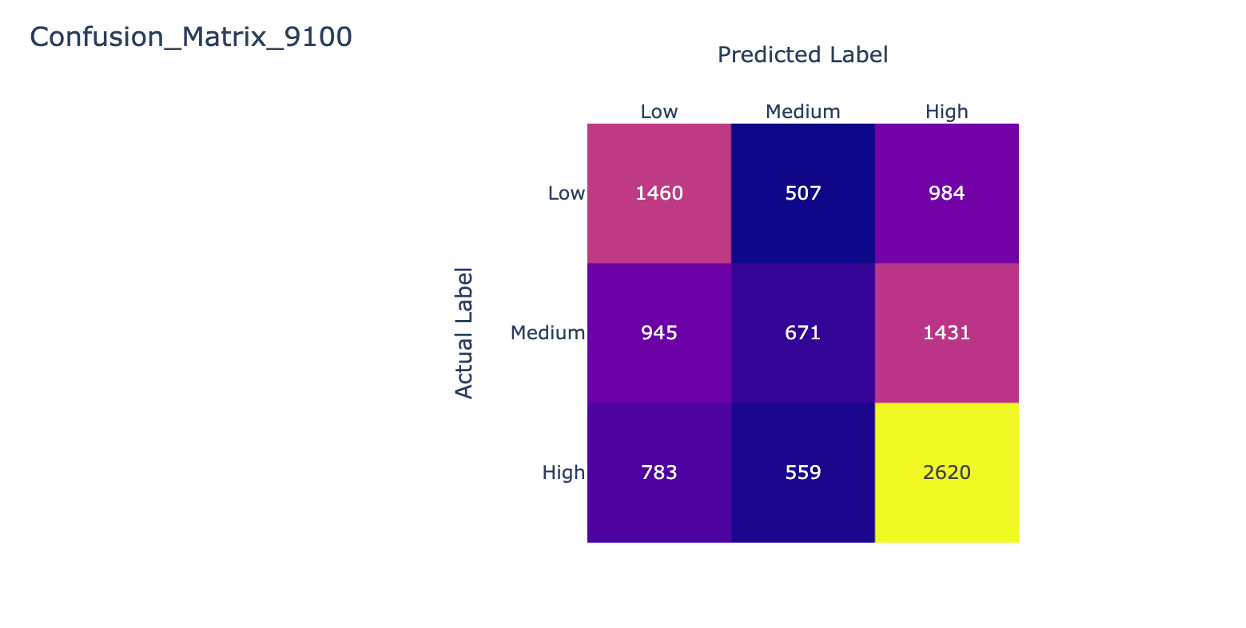 Confusion_Matrix_9100
Predicted Label
Low Medium High
Low 1460 507 984
Actual Label
Medium 945 671 1431
High 783 559 2620